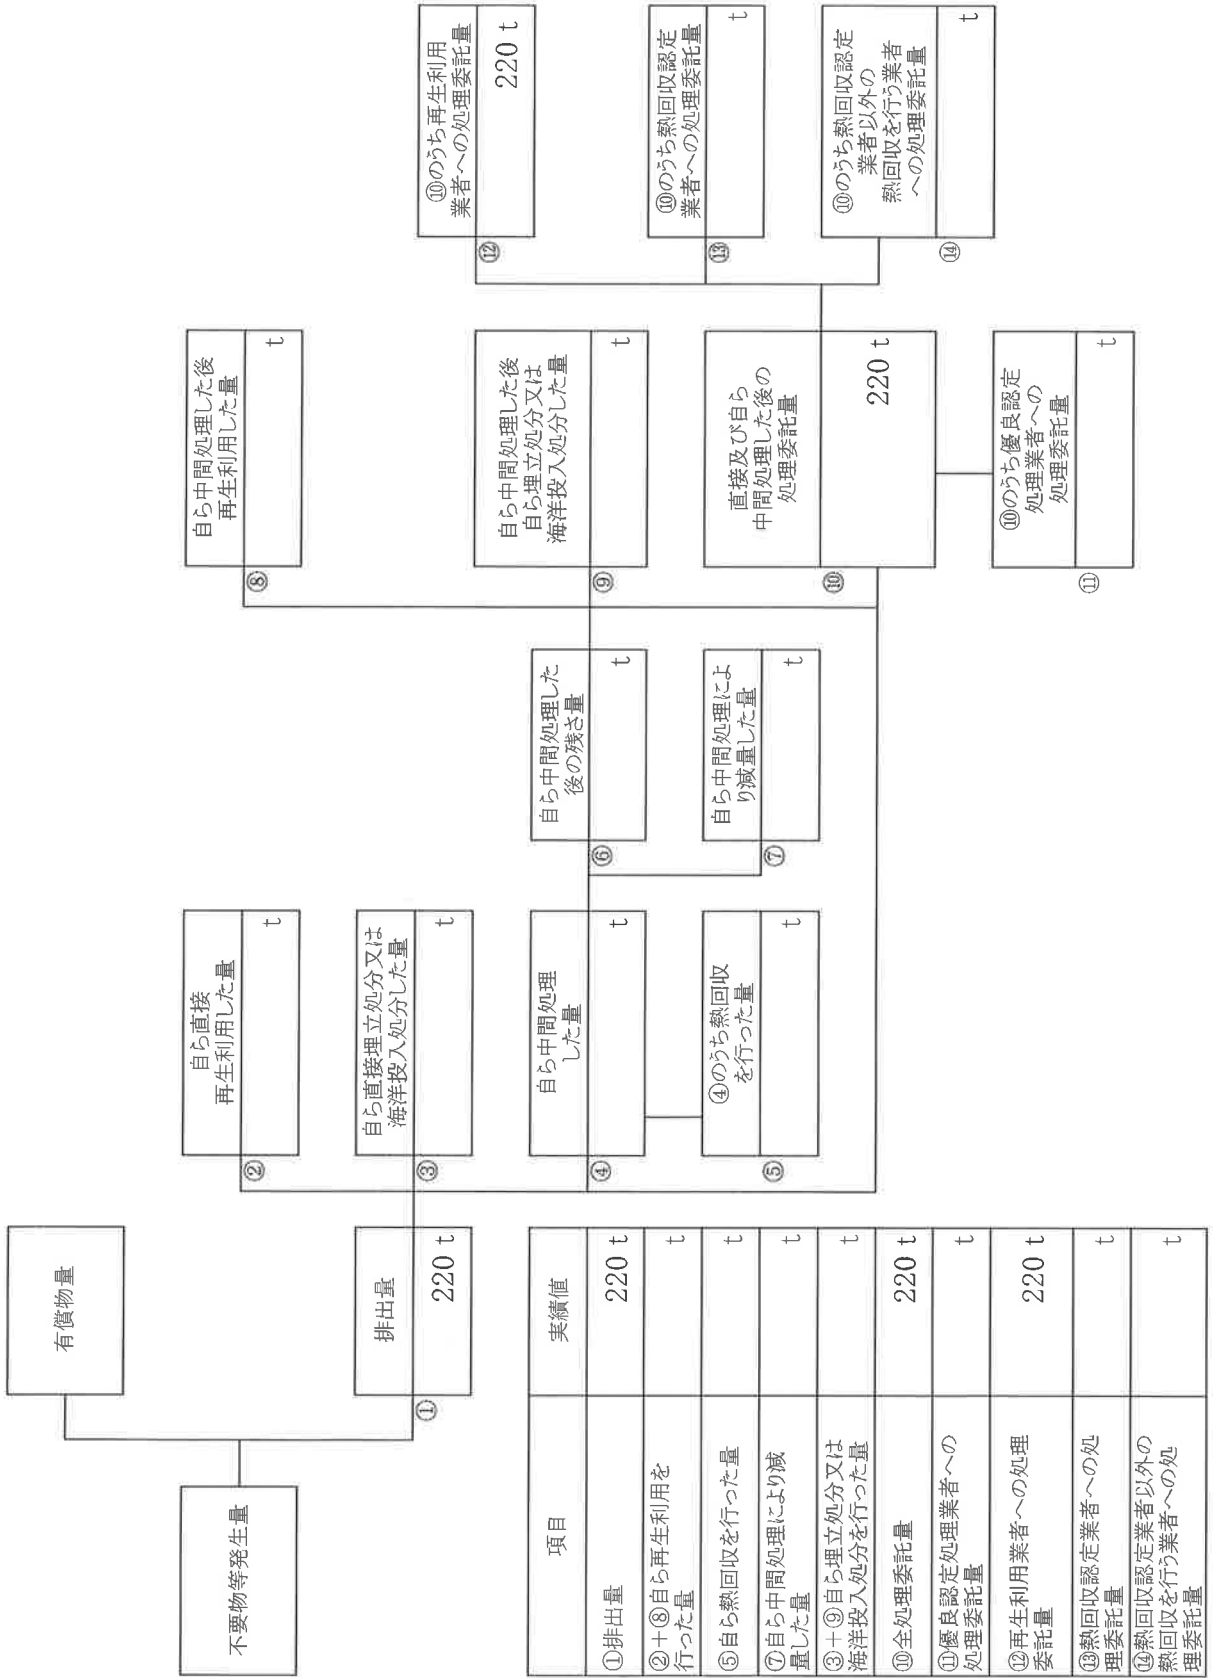 不要物等発生量
有償物量
排出量
① 220 t
自ら直接
再生利用した量
② t
自ら直接埋立処分又は
海洋投入処分した量
③ t
自ら中間処理
した量
④ t
④のうち熱回収
を行った量
⑤ t
自ら中間処理した
後の残さ量
⑥ t
自ら中間処理によ
り減量した量
⑦ t
自ら中間処理した後
再生利用した量
⑧ t
自ら中間処理した後
自ら埋立処分又は
海洋投入処分した量
⑨ t
直接及び自ら
中間処理した後の
処理委託量
⑩ 220 t
⑩のうち優良認定
処理業者への
処理委託量
⑪ t
⑩のうち再生利用
業者への処理委託量
⑫ 220 t
⑩のうち熱回収認定
業者への処理委託量
⑬ t
⑩のうち熱回収認定
業者以外の
熱回収を行う業者
への処理委託量
⑭ t
項目 実績値
①排出量 220 t
②+⑧自ら再生利用を
行った量 t
⑤自ら熱回収を行った量 t
⑦自ら中間処理により減
量した量 t
③+⑨自ら埋立処分又は
海洋投入処分を行った量 t
⑩全処理委託量 220 t
⑪優良認定処理業者への
処理委託量 t
⑫再生利用業者への処理
委託量 220 t
⑬熱回収認定業者への処
理委託量 t
⑭熱回収認定業者以外の
熱回収を行う業者への処
理委託量 t